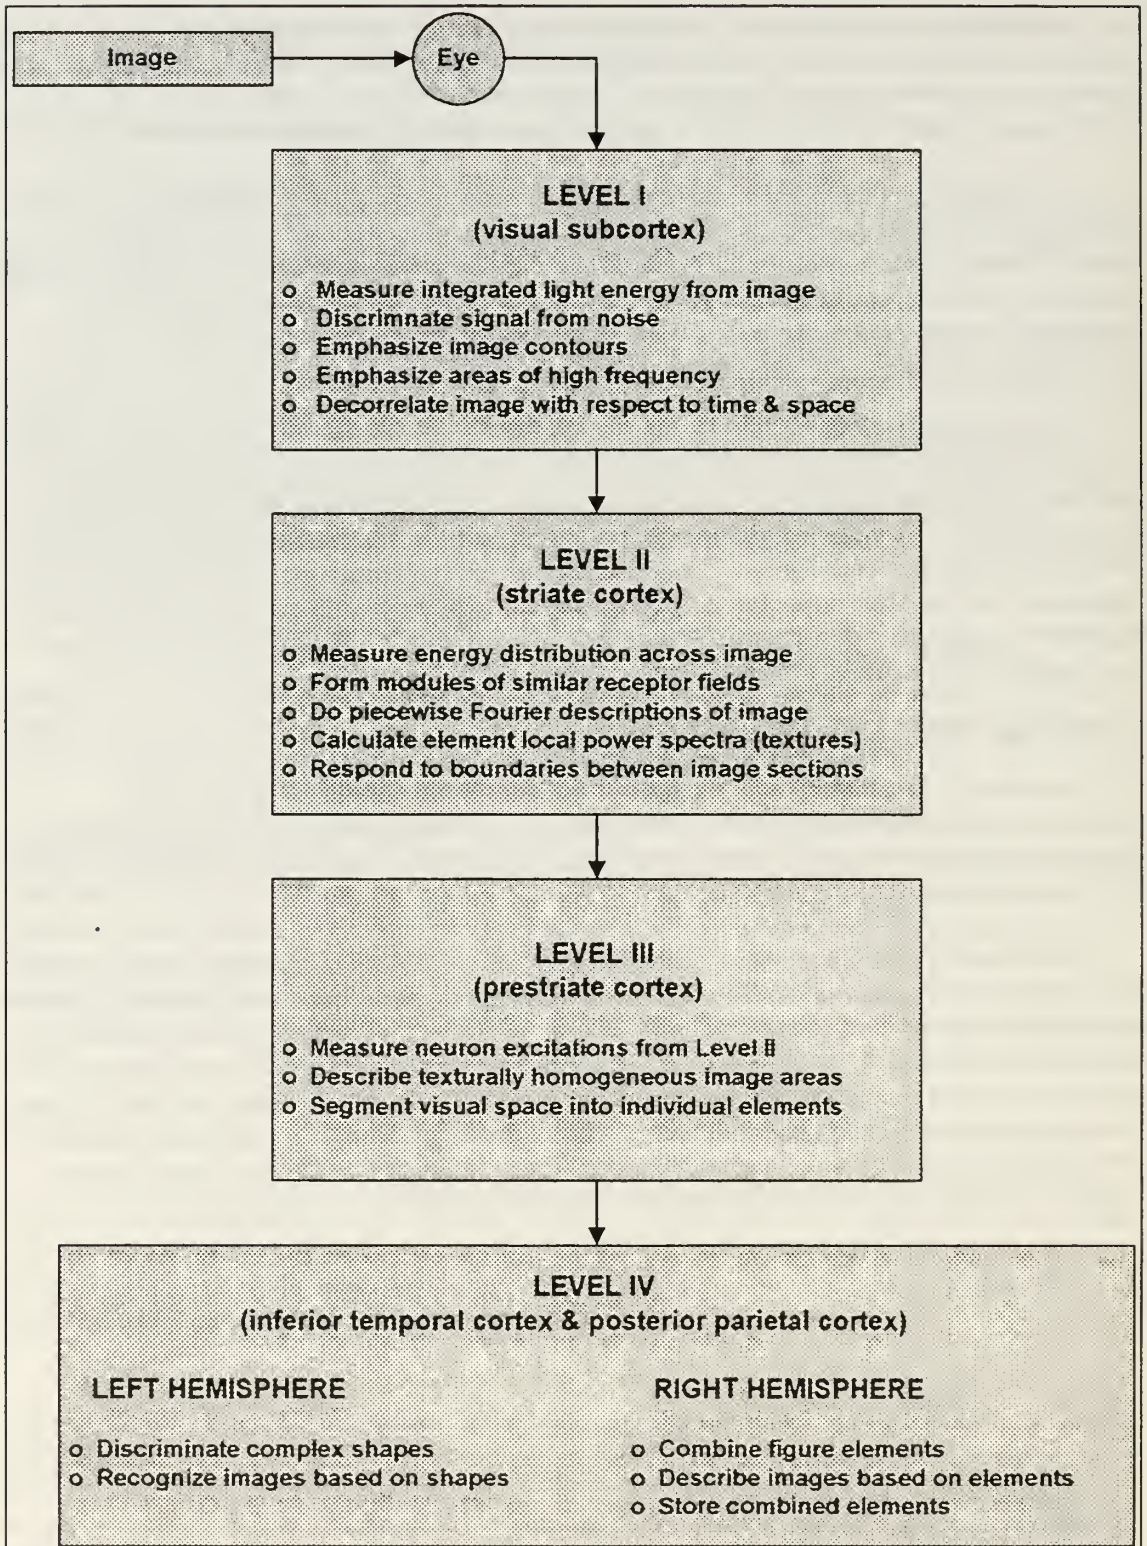 Image
Eye
LEVEL I
(visual subcortex)
o Measure integrated light energy from image
o Discrimnate signal from noise
o Emphasize image contours
o Emphasize areas of high frequency
o Decorrelate image with respect to time & space
LEVEL II
(striate cortex)
o Measure energy distribution across image
o Form modules of similar receptor fields
o Do piecewise Fourier descriptions of image
o Calculate element local power spectra (textures)
o Respond to boundaries between image sections
LEVEL III
(prestriate cortex)
o Measure neuron excitations from Level II
o Describe texturally homogeneous image areas
o Segment visual space into individual elements
LEVEL IV
(inferior temporal cortex & posterior parietal cortex)
LEFT HEMISPHERE
o Discriminate complex shapes
o Recognize images based on shapes
RIGHT HEMISPHERE
o Combine figure elements
o Describe images based on elements
o Store combined elements